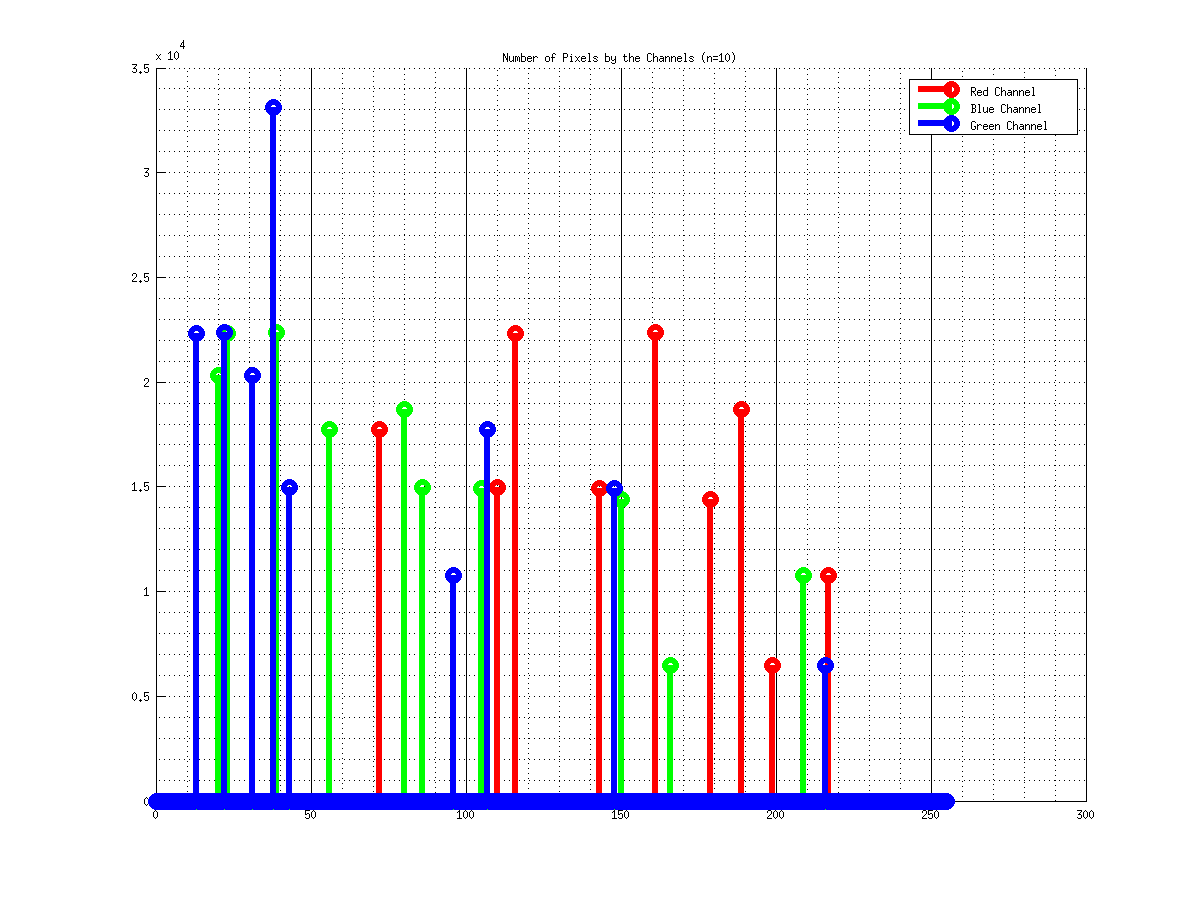 x 10^4
Number of Pixels by the Channels (n=10)
3.5
3
2.5
2
1.5
1
0.5
0
0 50 100 150 200 250 300
Red Channel
Blue Channel
Green Channel